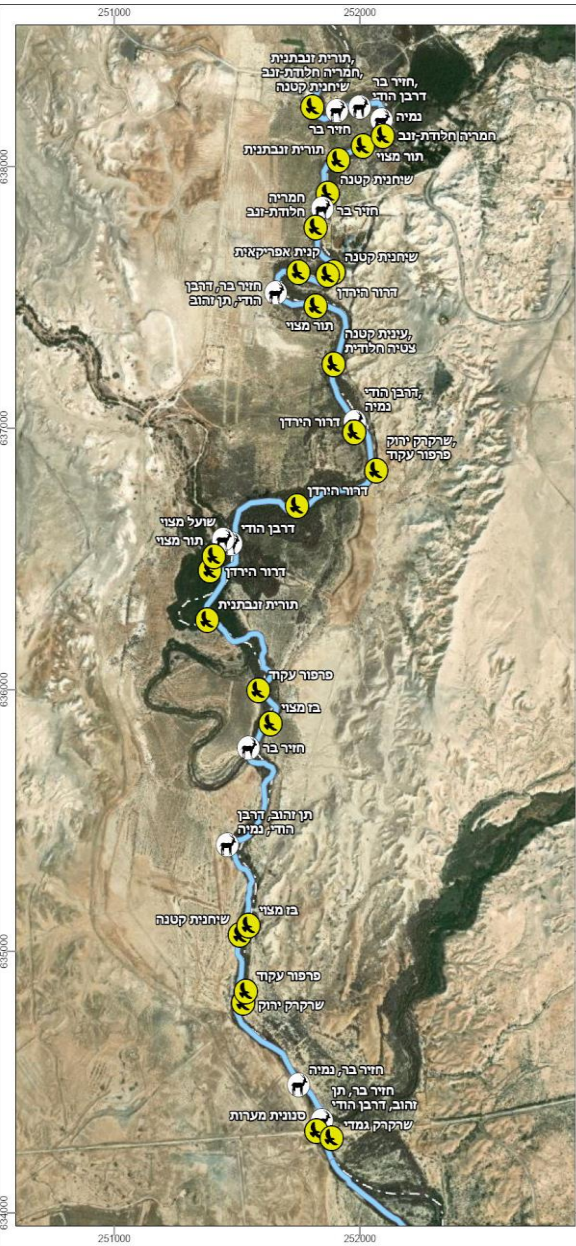 251000
252000
תורית זנבתנית,
חמריה חלודת-זנב,
שיחנית קטנה
חזיר בר,
דרבן הודי
נמיה
חזיר בר
חמריה חלודת-זנב
תור מצוי
תורית זנבתנית
638000
שיחנית קטנה
חמריה
חלודת-זנב
חזיר בר
קנית אפריקאית
שיחנית קטנה
חזיר בר, דרבן
הודי, תן זהוב
דרור הירדן
תור מצוי
עינית קטנה,
צטיה חלודית
דרבן הודי,
נמיה
דרור הירדן
637000
שרקרק ירוק,
פרפור עקוד
דרור הירדן
שועל מצוי
דרבן הודי
תור מצוי
דרור הירדן
תורית זנבתנית
636000
פרפור עקוד
בז מצוי
חזיר בר
תן זהוב, דרבן
הודי, נמיה
בז מצוי
שיחנית קטנה
635000
פרפור עקוד
שרקרק ירוק
חזיר בר, נמיה
חזיר בר, תן
זהוב, דרבן הודי
סנונית מערות
שרקרק גמדי
634000
251000
252000